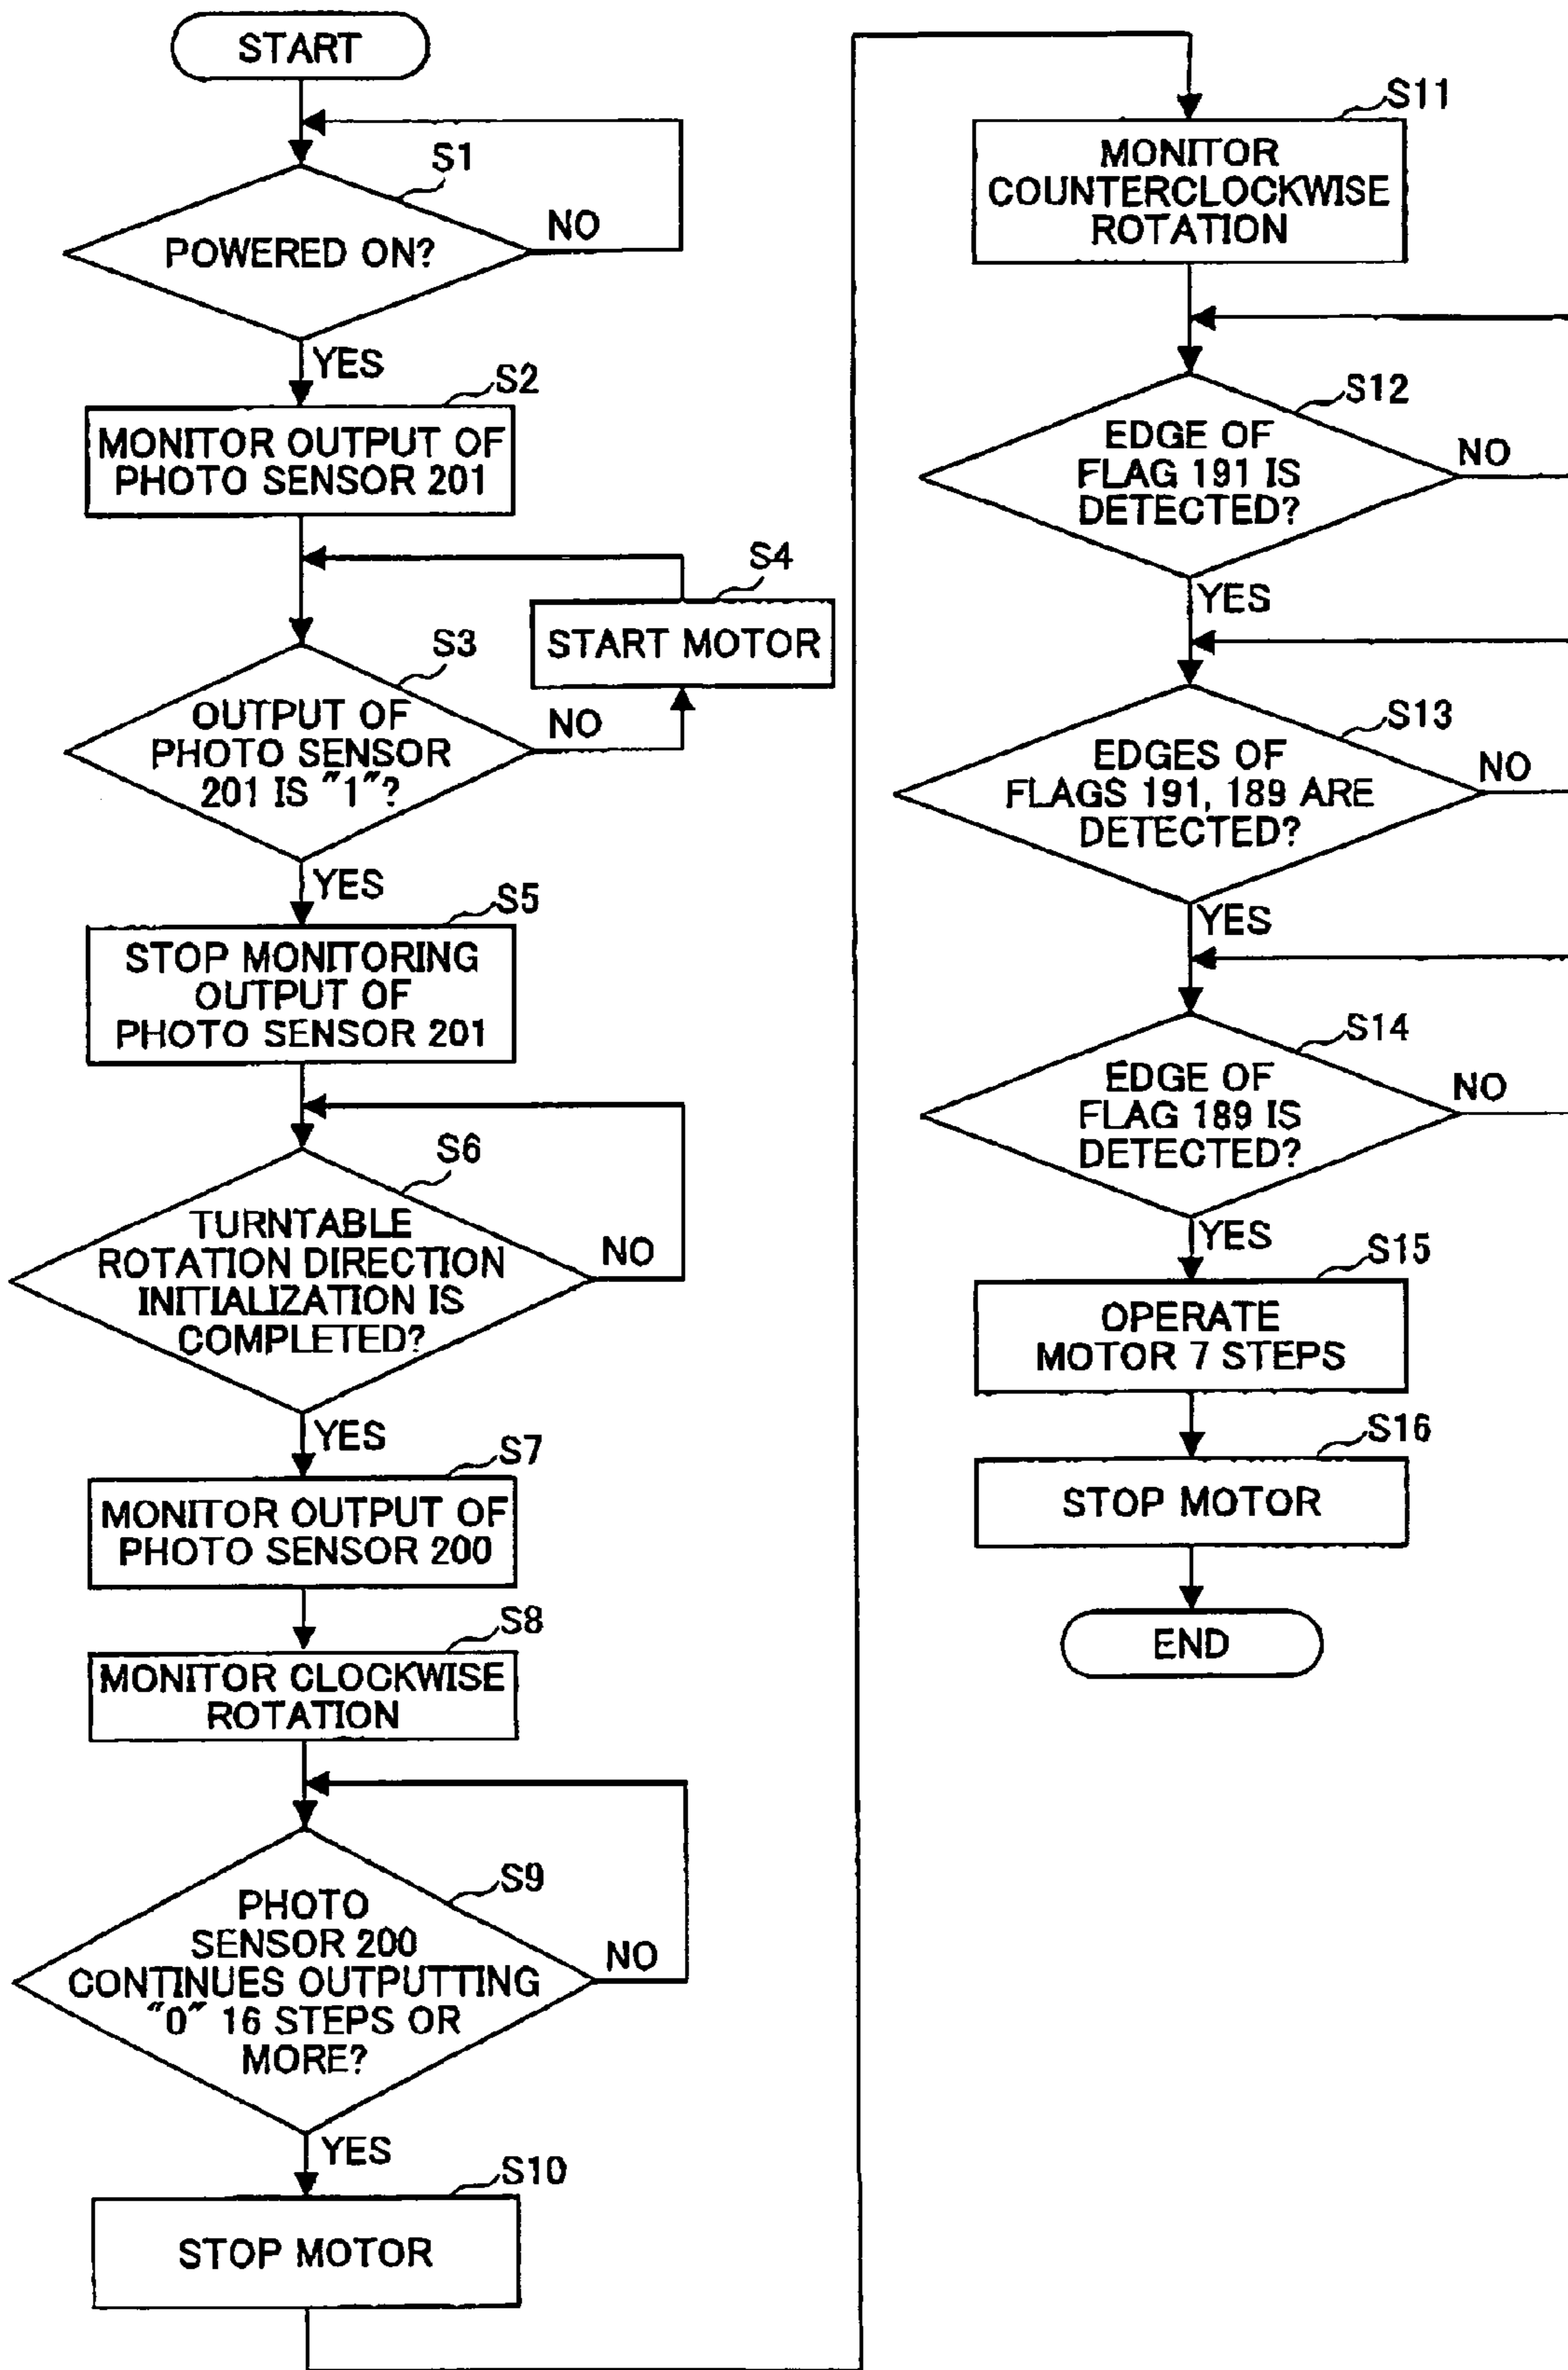 START
S1
POWERED ON?
NO
YES
S2
MONITOR OUTPUT OF
PHOTO SENSOR 201
S4
START MOTOR
S3
OUTPUT OF
PHOTO SENSOR
201 IS "1"?
NO
YES
S5
STOP MONITORING
OUTPUT OF
PHOTO SENSOR 201
S6
TURNTABLE
ROTATION DIRECTION
INITIALIZATION IS
COMPLETED?
NO
YES
S7
MONITOR OUTPUT OF
PHOTO SENSOR 200
S8
MONITOR CLOCKWISE
ROTATION
S9
PHOTO
SENSOR 200
CONTINUES OUTPUTTING
"0" 16 STEPS OR
MORE?
NO
YES
S10
STOP MOTOR
S11
MONITOR
COUNTERCLOCKWISE
ROTATION
S12
EDGE OF
FLAG 191 IS
DETECTED?
NO
YES
S13
EDGES OF
FLAGS 191, 189 ARE
DETECTED?
NO
YES
S14
EDGE OF
FLAG 189 IS
DETECTED?
NO
YES
S15
OPERATE
MOTOR 7 STEPS
S16
STOP MOTOR
END